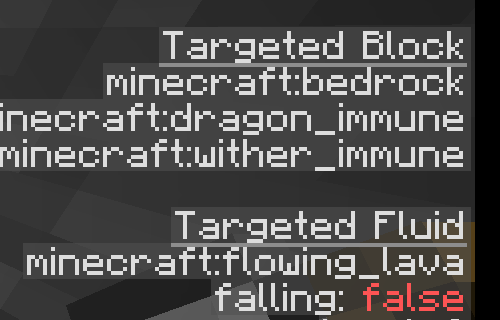 Targeted Block
minecraft:bedrock
inecraft:dragon_immune
minecraft:wither_immune
Targeted Fluid
minecraft:flowing_lava
falling: false